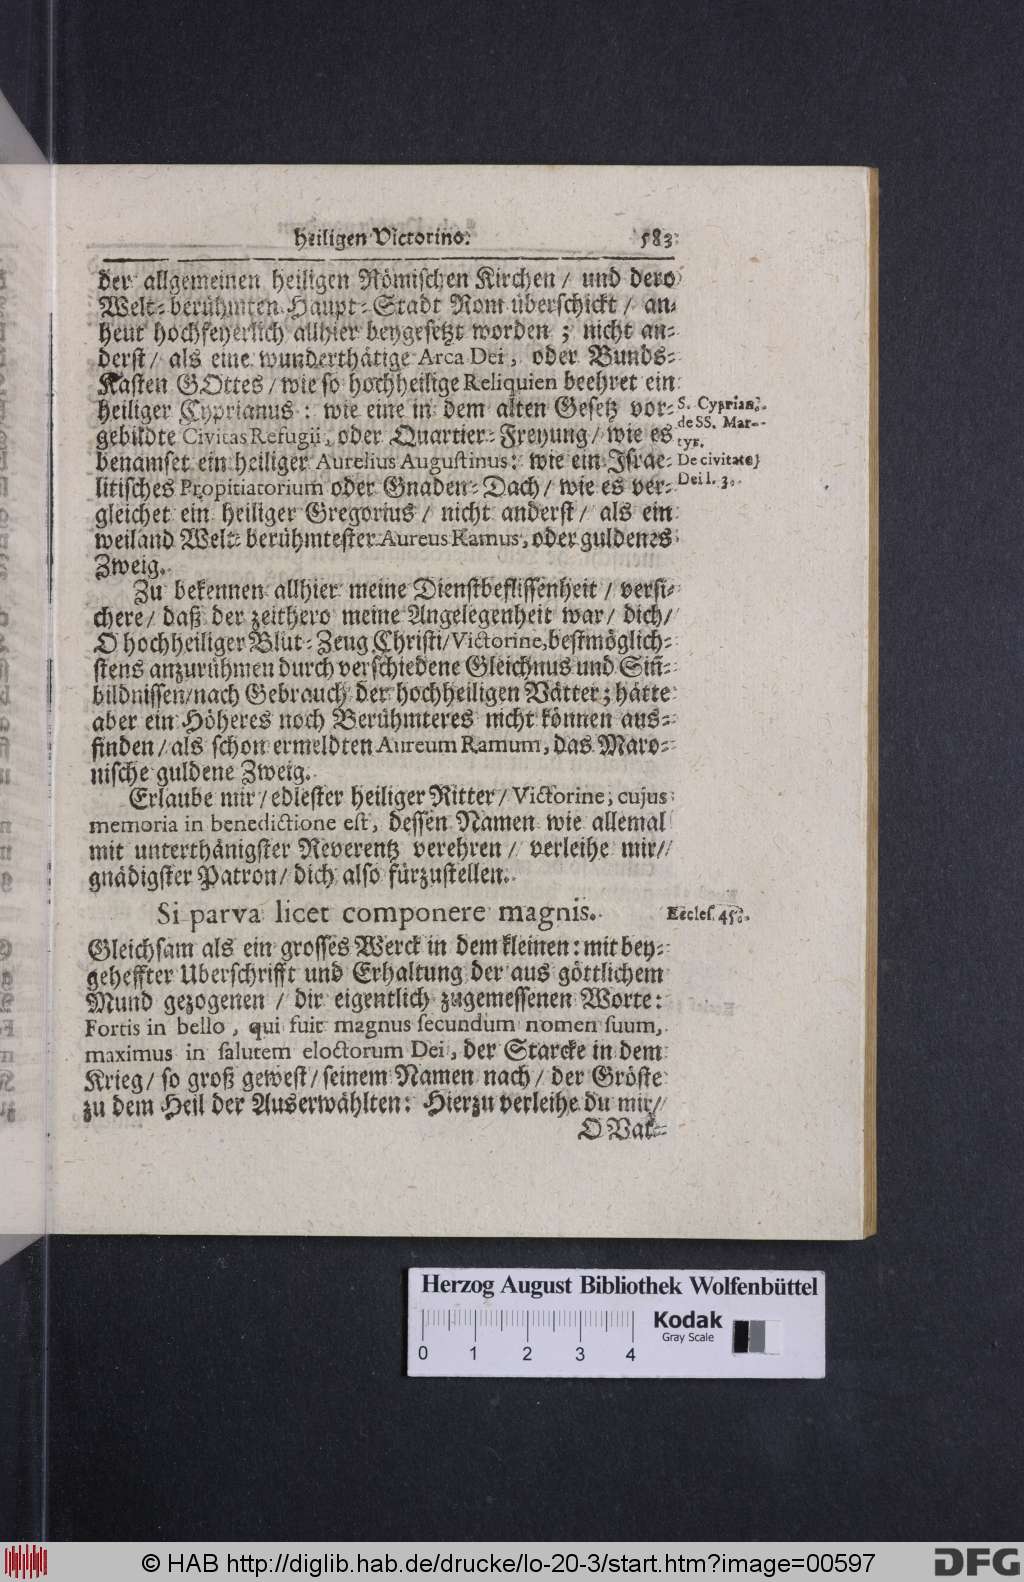 heiligen Victorino. 583
der allgemeinen heiligen Römischen Kirchen / und dero
Welt-berühmten Haupt-Stadt Rom überschickt / an-
heut hochfeyerlich allhier beygesetzt worden ; nicht an-
derst / als eine wunderthätige Arca Dei, oder Bunds-
Kasten GOttes / wie so hochheilige Reliquien beehret ein
heiliger Cyprianus : wie eine in dem alten Gesetz vor-
gebildte Civitas Refugii, oder Quartier-Freyung / wie es
benamset ein heiliger Aurelius Augustinus: wie ein Israe-
litisches Propitiatorium oder Gnaden-Dach / wie es ver-
gleichet ein heiliger Gregorius / nicht anderst / als ein
weiland Welt-berühmtester Aureus Ramus, oder guldenes
Zweig.
S. Cyprian.
de SS. Mar-
tyr.
De civitate
Dei l. 3.
Zu bekennen allhier meine Dienstbeflissenheit / versi-
chere / daß der zeithero meine Angelegenheit war / dich /
O hochheiliger Blut-Zeug Christi / Victorine, bestmöglich-
stens anzurühmen durch verschiedene Gleichnus und Siñ-
bildnissen / nach Gebrauch der hochheiligen Vätter; hätte
aber ein Höheres noch Berühmteres nicht können aus-
finden / als schon ermeldten Aureum Ramum, das Maro-
nische guldene Zweig.
Erlaube mir / edlester heiliger Ritter / Victorine, cujus
memoria in benedictione est, dessen Namen wie allemal
mit unterthänigster Reverentz verehren / verleihe mir /
gnädigster Patron / dich also fürzustellen.
Si parva licet componere magnis.
Eccles. 45.
Gleichsam als ein grosses Werck in dem kleinen: mit bey-
geheffter Uberschrifft und Erhaltung der aus göttlichem
Mund gezogenen / dir eigentlich zugemessenen Worte:
Fortis in bello, qui fuit magnus secundum nomen suum,
maximus in salutem eloctorum Dei, der Starcke in dem
Krieg / so groß gewest / seinem Namen nach / der Gröste
zu dem Heil der Auserwählten: Hierzu verleihe du mir /
O Vat-
Herzog August Bibliothek Wolfenbüttel
Kodak
Gray Scale
0 1 2 3 4
© HAB http://diglib.hab.de/drucke/lo-20-3/start.htm?image=00597
DFG